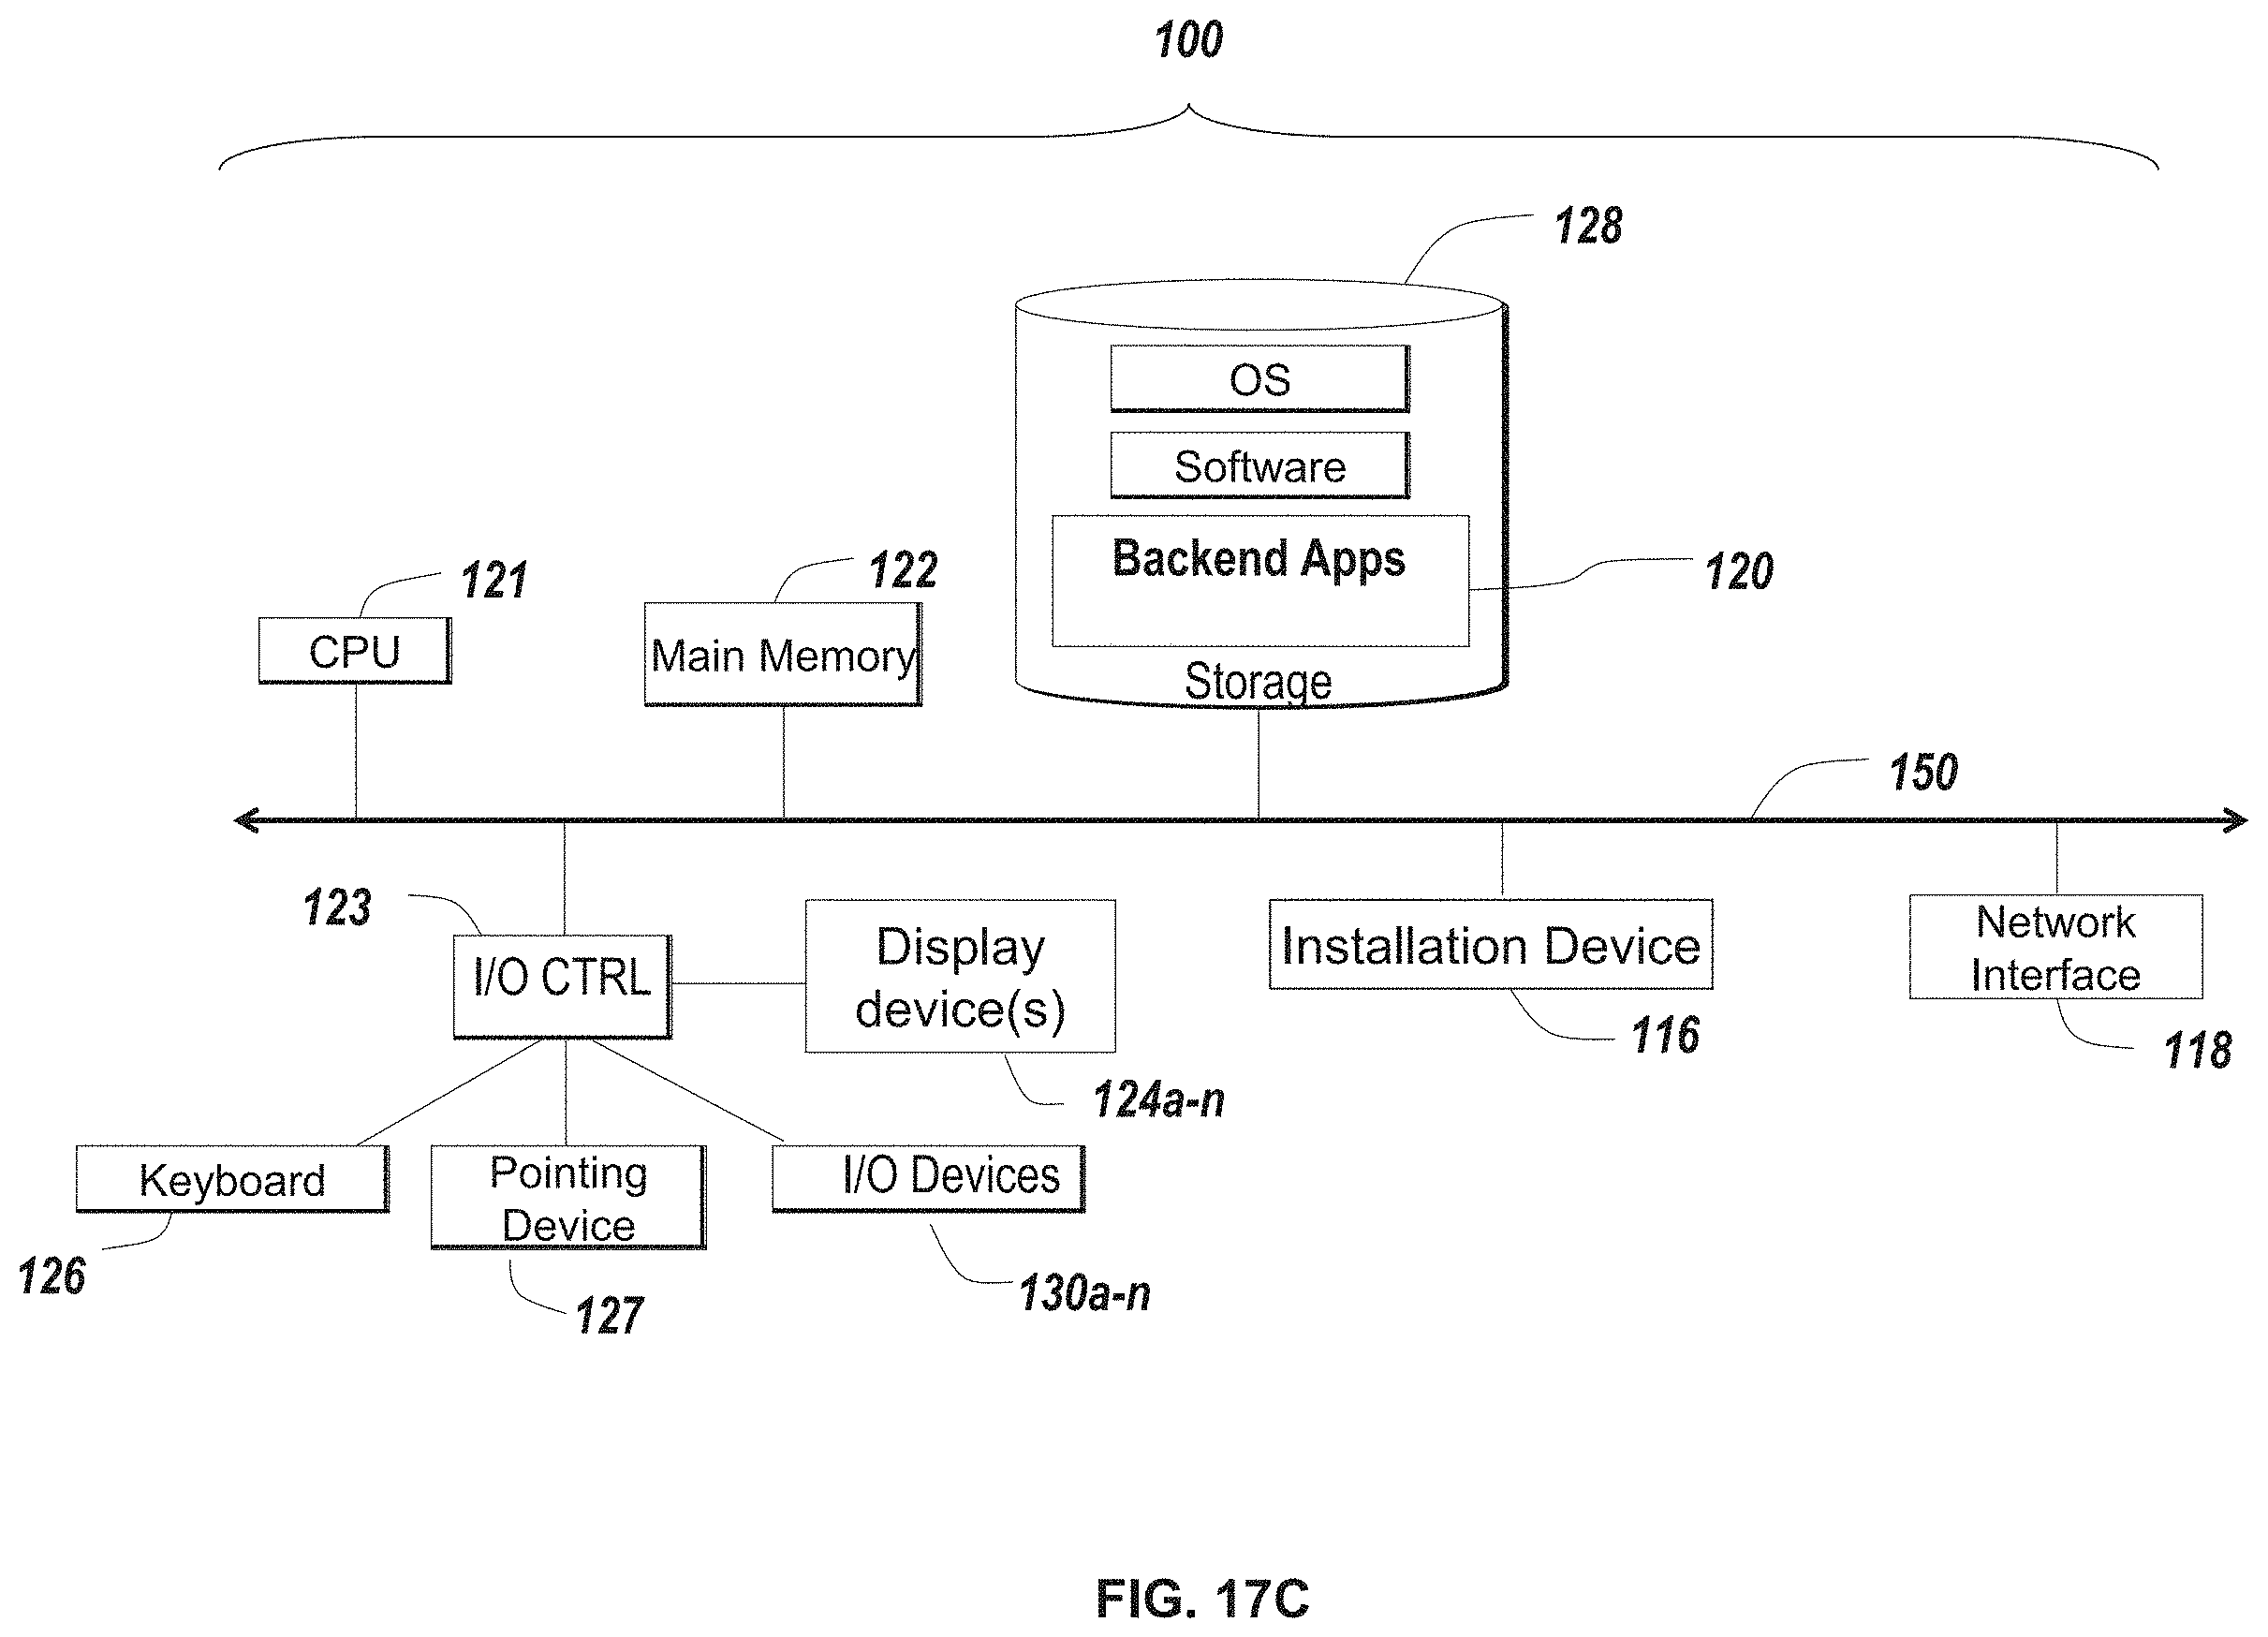 100
128
OS
Software
Backend Apps
120
Storage
121
CPU
122
Main Memory
150
123
I/O CTRL
Display
device(s)
124a-n
Installation Device
116
Network
Interface
118
Keyboard
126
Pointing
Device
127
I/O Devices
130a-n
FIG. 17C